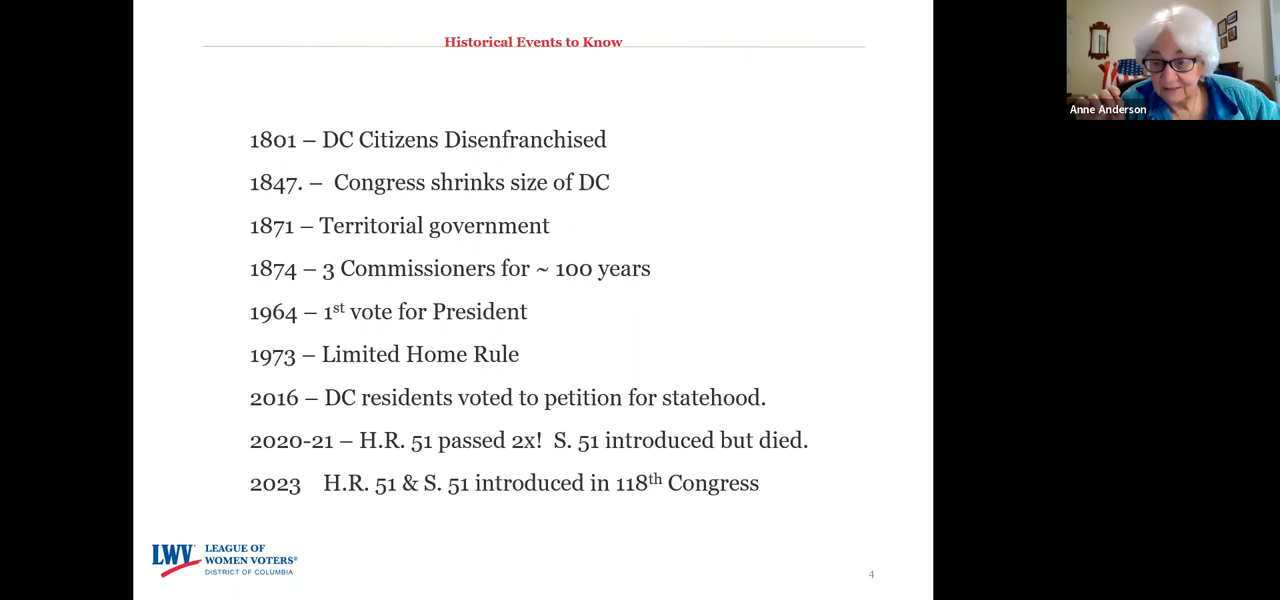 Historical Events to Know
Anne Anderson
1801 – DC Citizens Disenfranchised
1847. – Congress shrinks size of DC
1871 – Territorial government
1874 – 3 Commissioners for ~ 100 years
1964 – 1st vote for President
1973 – Limited Home Rule
2016 – DC residents voted to petition for statehood.
2020-21 – H.R. 51 passed 2x! S. 51 introduced but died.
2023 H.R. 51 & S. 51 introduced in 118th Congress
LWV LEAGUE OF
WOMEN VOTERS®
DISTRICT OF COLUMBIA
4